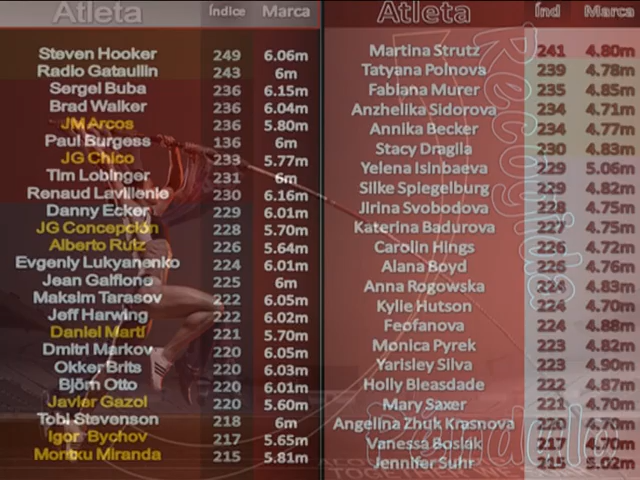 Atleta Índice Marca
Steven Hooker 249 6.06m
Radio Gataullin 243 6m
Sergel Buba 236 6.15m
Brad Walker 236 6.04m
JM Arcos 236 5.80m
Paul Burgess 136 6m
JG Chico 233 5.77m
Tim Lobinger 231 6m
Renaud Lavillenie 230 6.16m
Danny Ecker 229 6.01m
JG Concepción 228 5.70m
Alberto Ruiz 226 5.64m
Evgenly Lukyanenko 224 6.01m
Jean Galfione 225 6m
Maksim Tarasov 222 6.05m
Jeff Harwing 222 6.02m
Daniel Martí 221 5.70m
Dmitri Markov 220 6.05m
Okker Brits 220 6.03m
Björn Otto 220 6.01m
Javier Gazol 220 5.60m
Tobi Stevenson 218 6m
Igor Bychov 217 5.65m
Montxu Miranda 215 5.81m
Atleta Índ Marca
Martina Strutz 241 4.80m
Tatyana Polnova 239 4.78m
Fabiana Murer 235 4.85m
Anzhelika Sidorova 234 4.71m
Annika Becker 234 4.77m
Stacy Dragila 230 4.83m
Yelena Isinbaeva 229 5.06m
Silke Spiegelburg 229 4.82m
Jirina Svobodova 228 4.75m
Katerina Badurova 227 4.75m
Carolin Hings 226 4.72m
Alana Boyd 226 4.76m
Anna Rogowska 224 4.83m
Kylie Hutson 224 4.70m
Feofanova 224 4.88m
Monica Pyrek 223 4.82m
Yarisley Silva 223 4.90m
Holly Bleasdade 222 4.87m
Mary Saxer 221 4.70m
Angelina Zhuk Krasnova 220 4.70m
Vanessa Boslak 217 4.70m
Jennifer Suhr 215 5.02m
Recogida
Péndulo